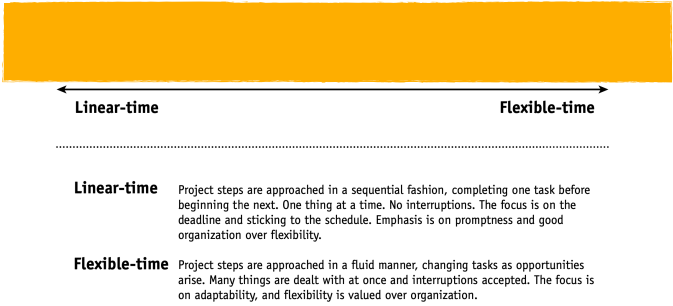 Linear-time Flexible-time
Linear-time Project steps are approached in a sequential fashion, completing one task before
beginning the next. One thing at a time. No interruptions. The focus is on the
deadline and sticking to the schedule. Emphasis is on promptness and good
organization over flexibility.
Flexible-time Project steps are approached in a fluid manner, changing tasks as opportunities
arise. Many things are dealt with at once and interruptions accepted. The focus is
on adaptability, and flexibility is valued over organization.